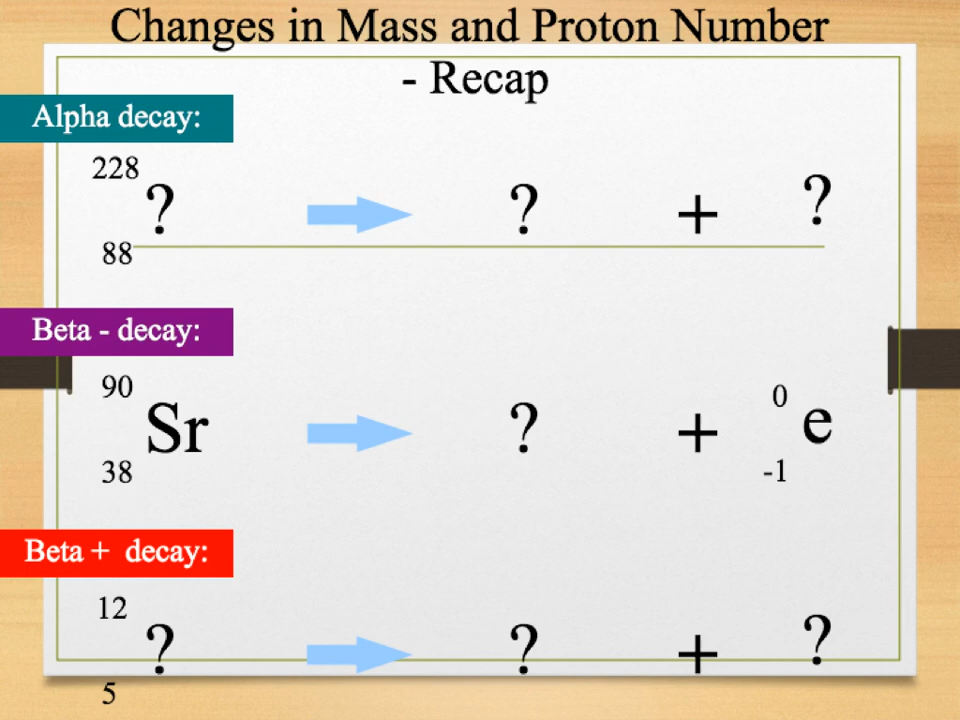 Changes in Mass and Proton Number
- Recap
Alpha decay:
228
? ? + ?
88
Beta - decay:
90 0
Sr ? + e
38 -1
Beta + decay:
12
? ? + ?
5